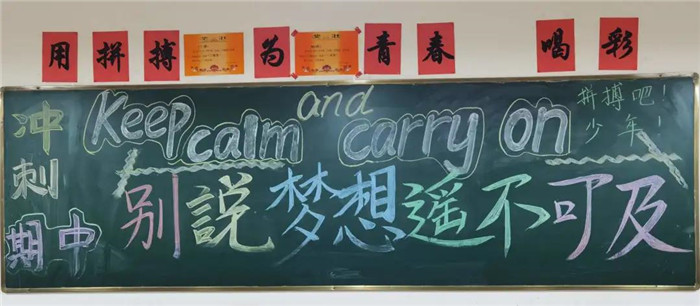 用拼搏为青春喝彩
Keep calm and carry on
拼搏吧！
少年！
冲刺
期中
别說梦想遥不可及